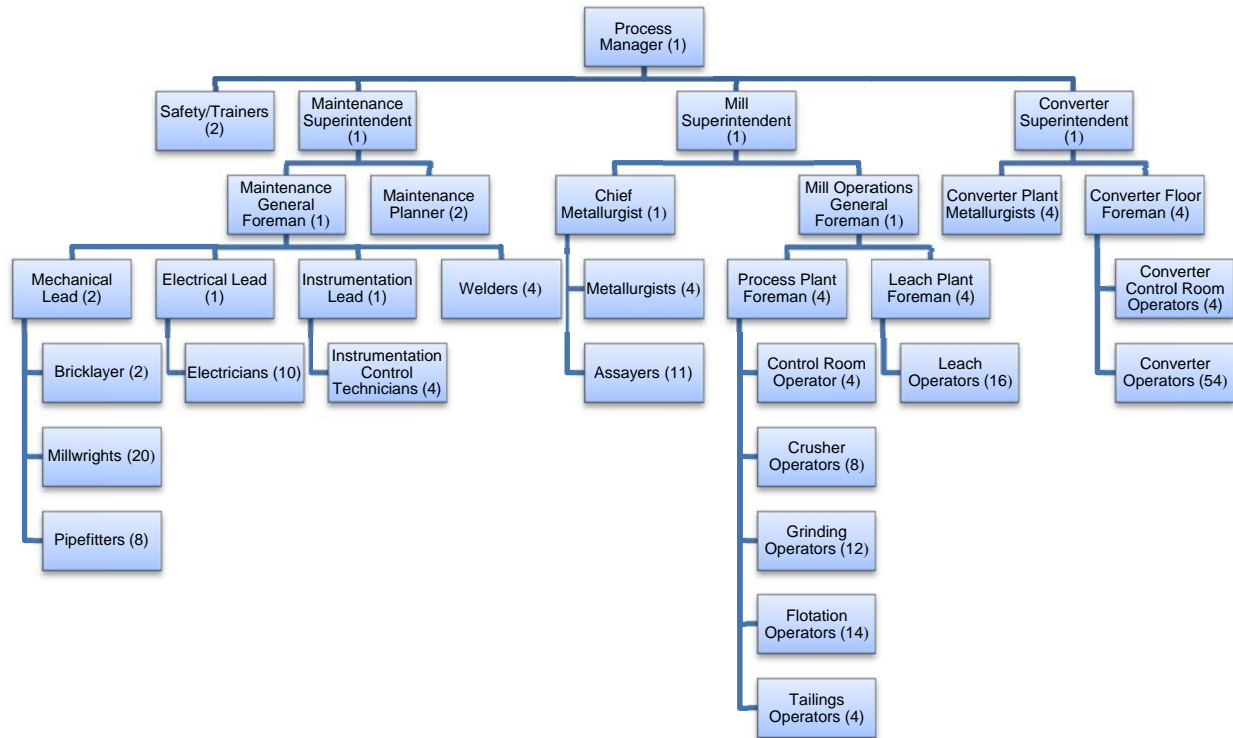 Process
Manager (1)
Safety/Trainers
(2)
Maintenance
Superintendent
(1)
Mill
Superintendent
(1)
Converter
Superintendent
(1)
Maintenance
General
Foreman (1)
Maintenance
Planner (2)
Chief
Metallurgist (1)
Mill Operations
General
Foreman (1)
Converter Plant
Metallurgists (4)
Converter Floor
Foreman (4)
Mechanical
Lead (2)
Electrical Lead
(1)
Instrumentation
Lead (1)
Welders (4)
Metallurgists (4)
Process Plant
Foreman (4)
Leach Plant
Foreman (4)
Converter
Control Room
Operators (4)
Bricklayer (2)
Electricians (10)
Instrumentation
Control
Technicians (4)
Assayers (11)
Control Room
Operator (4)
Leach
Operators (16)
Converter
Operators (54)
Millwrights (20)
Crusher
Operators (8)
Pipefitters (8)
Grinding
Operators (12)
Flotation
Operators (14)
Tailings
Operators (4)